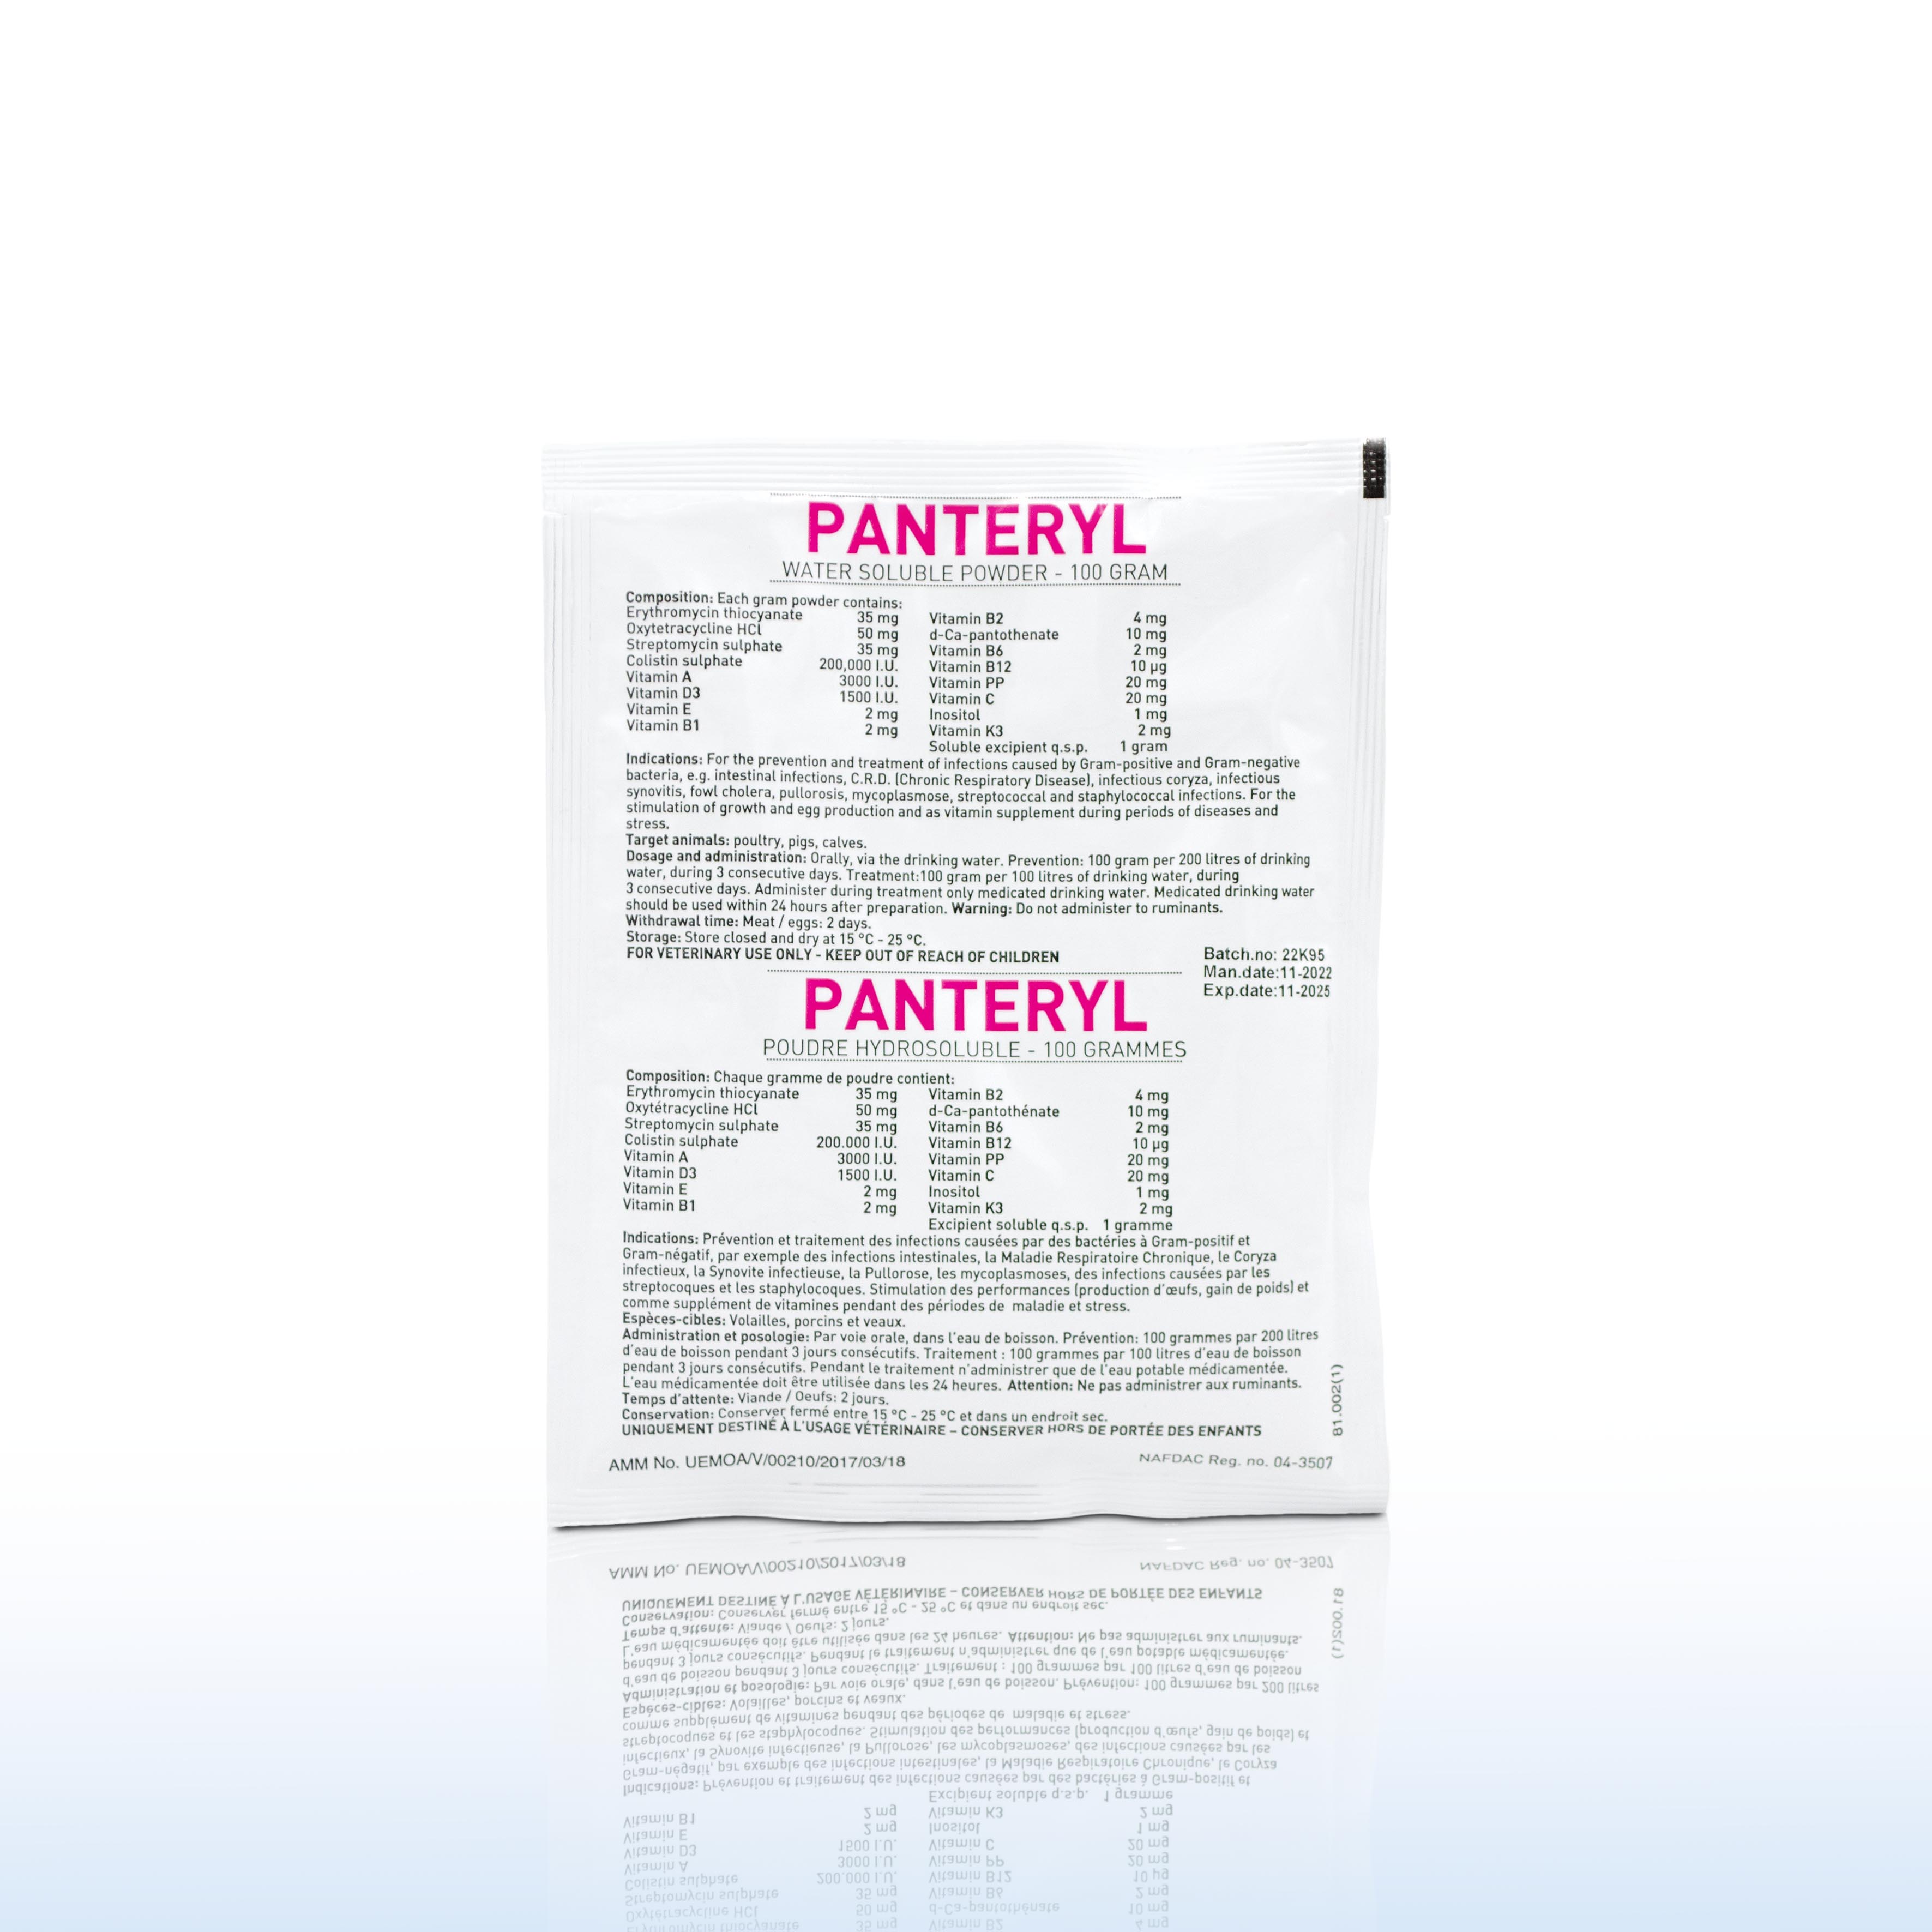 PANTERYL
WATER SOLUBLE POWDER - 100 GRAM
Composition: Each gram powder contains:
Erythromycin thiocyanate 35 mg Vitamin B2 4 mg
Oxytetracycline HCl 50 mg d-Ca-pantothenate 10 mg
Streptomycin sulphate 35 mg Vitamin B6 2 mg
Colistin sulphate 200,000 I.U. Vitamin B12 10 µg
Vitamin A 3000 I.U. Vitamin PP 20 mg
Vitamin D3 1500 I.U. Vitamin C 20 mg
Vitamin E 2 mg Inositol 1 mg
Vitamin B1 2 mg Vitamin K3 2 mg
Soluble excipient q.s.p. 1 gram
Indications: For the prevention and treatment of infections caused by Gram-positive and Gram-negative
bacteria, e.g. intestinal infections, C.R.D. (Chronic Respiratory Disease), infectious coryza, infectious
synovitis, fowl cholera, pullorosis, mycoplasmose, streptococcal and staphylococcal infections. For the
stimulation of growth and egg production and as vitamin supplement during periods of diseases and
stress.
Target animals: poultry, pigs, calves.
Dosage and administration: Orally, via the drinking water. Prevention: 100 gram per 200 litres of drinking
water, during 3 consecutive days. Treatment:100 gram per 100 litres of drinking water, during
3 consecutive days. Administer during treatment only medicated drinking water. Medicated drinking water
should be used within 24 hours after preparation. Warning: Do not administer to ruminants.
Withdrawal time: Meat / eggs: 2 days.
Storage: Store closed and dry at 15 °C - 25 °C.
FOR VETERINARY USE ONLY - KEEP OUT OF REACH OF CHILDREN
Batch.no: 22K95
Man.date:11-2022
Exp.date:11-2025
PANTERYL
POUDRE HYDROSOLUBLE - 100 GRAMMES
Composition: Chaque gramme de poudre contient:
Erythromycin thiocyanate 35 mg Vitamin B2 4 mg
Oxytétracycline HCl 50 mg d-Ca-pantothénate 10 mg
Streptomycin sulphate 35 mg Vitamin B6 2 mg
Colistin sulphate 200.000 I.U. Vitamin B12 10 µg
Vitamin A 3000 I.U. Vitamin PP 20 mg
Vitamin D3 1500 I.U. Vitamin C 20 mg
Vitamin E 2 mg Inositol 1 mg
Vitamin B1 2 mg Vitamin K3 2 mg
Excipient soluble q.s.p. 1 gramme
Indications: Prévention et traitement des infections causées par des bactéries à Gram-positif et
Gram-négatif, par exemple des infections intestinales, la Maladie Respiratoire Chronique, le Coryza
infectieux, la Synovite infectieuse, la Pullorose, les mycoplasmoses, des infections causées par les
streptocoques et les staphylocoques. Stimulation des performances (production d'œufs, gain de poids) et
comme supplément de vitamines pendant des périodes de maladie et stress.
Espèces-cibles: Volailles, porcins et veaux.
Administration et posologie: Par voie orale, dans l'eau de boisson. Prévention: 100 grammes par 200 litres
d'eau de boisson pendant 3 jours consécutifs. Traitement : 100 grammes par 100 litres d'eau de boisson
pendant 3 jours consécutifs. Pendant le traitement n'administrer que de l'eau potable médicamentée.
L'eau médicamentée doit être utilisée dans les 24 heures. Attention: Ne pas administrer aux ruminants.
Temps d'attente: Viande / Oeufs: 2 jours.
Conservation: Conserver fermé entre 15 °C - 25 °C et dans un endroit sec.
UNIQUEMENT DESTINÉ À L'USAGE VÉTÉRINAIRE – CONSERVER HORS DE PORTÉE DES ENFANTS
81.002(1)
AMM No. UEMOA/V/00210/2017/03/18
NAFDAC Reg. no. 04-3507